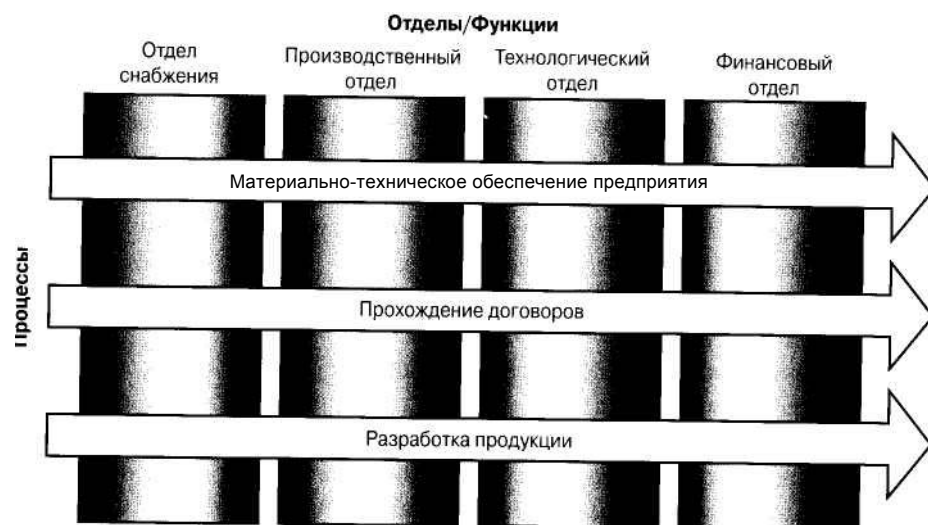 Отделы/Функции
Отдел
снабжения
Производственный
отдел
Технологический
отдел
Финансовый
отдел
Процессы
Материально-техническое обеспечение предприятия
Прохождение договоров
Разработка продукции